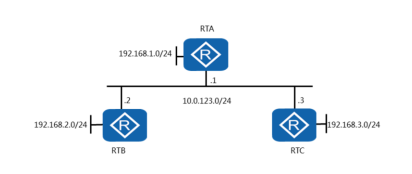 RTA
192.168.1.0/24
R
.1
.2
10.0.123.0/24
.3
192.168.2.0/24
R
R
192.168.3.0/24
RTB
RTC